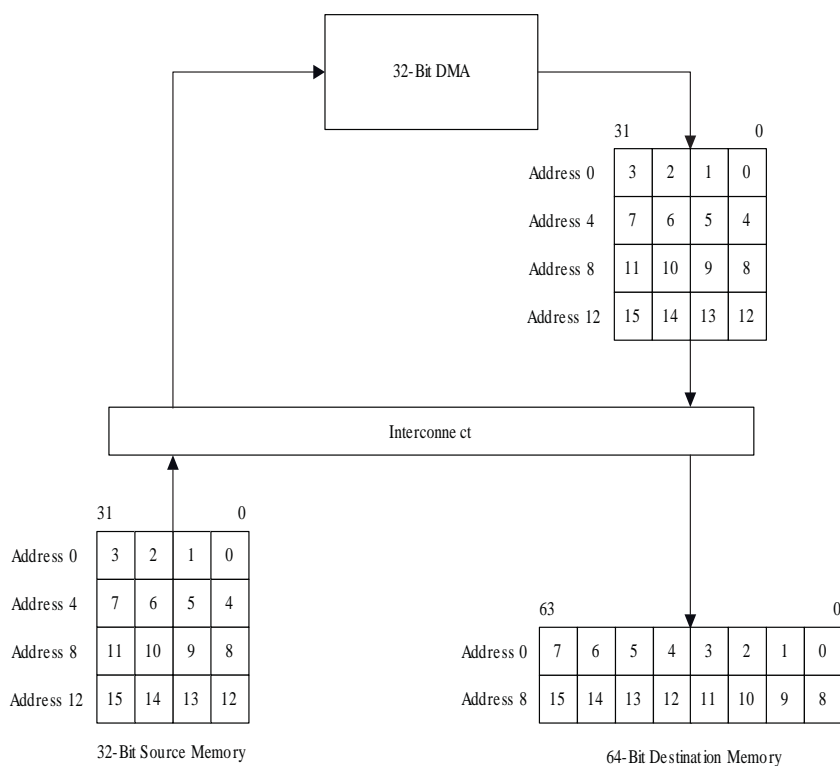 32-Bit DMA
31 0
Address 0 3 2 1 0
Address 4 7 6 5 4
Address 8 11 10 9 8
Address 12 15 14 13 12
Interconne ct
31 0
Address 0 3 2 1 0
Address 4 7 6 5 4
Address 8 11 10 9 8
Address 12 15 14 13 12
32-Bit Source Memory
63 0
Address 0 7 6 5 4 3 2 1 0
Address 8 15 14 13 12 11 10 9 8
64-Bit Destination Memory